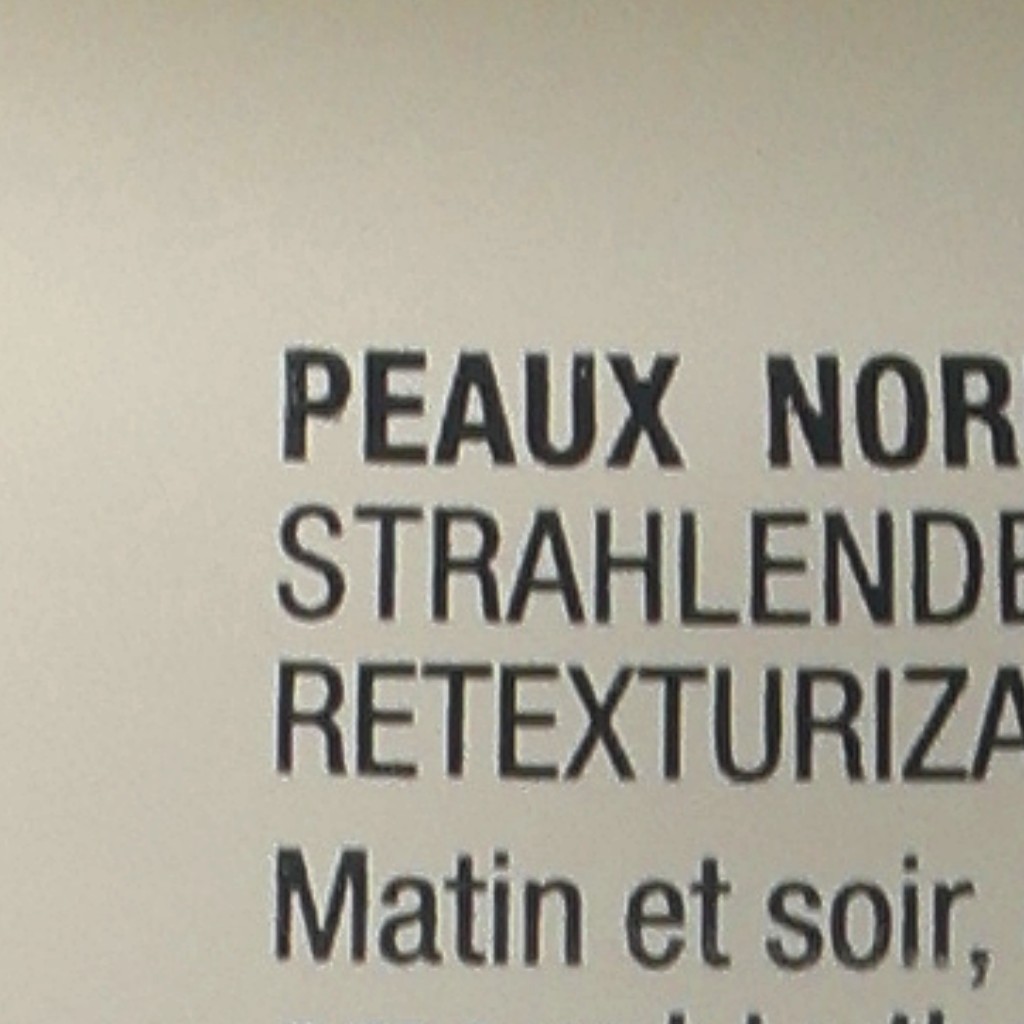 PEAUX NOR
STRAHLENDE
RETEXTURIZA
Matin et soir,